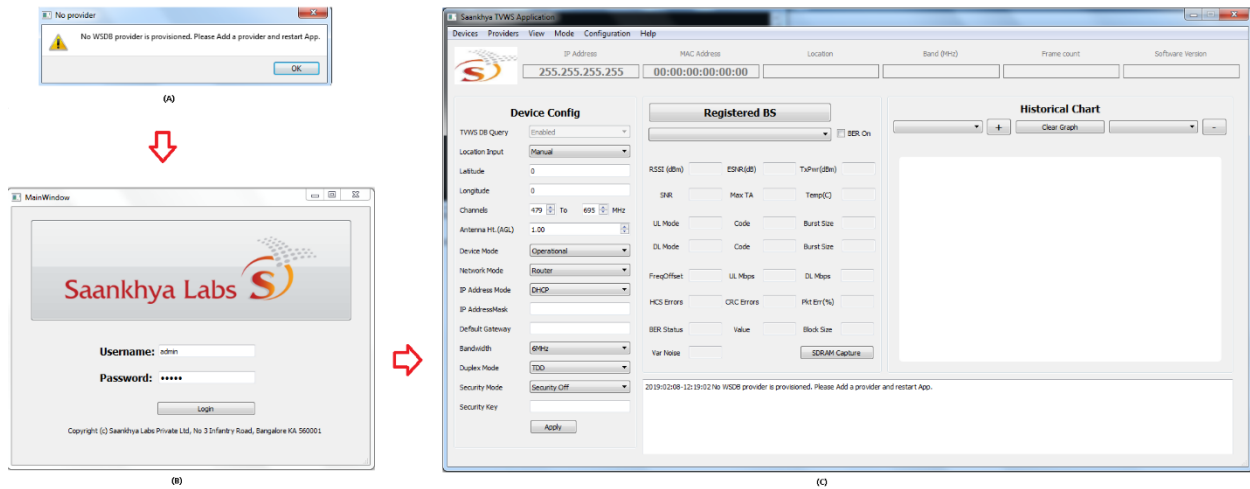 No provider
No WSDB provider is provisioned. Please Add a provider and restart App.
OK
(A)
MainWindow
Saankhya Labs
Username: admin
Password: •••••
Login
Copyright (c) Saankhya Labs Private Ltd, No 3 Infantry Road, Bangalore KA 560001
(B)
Saankhya TVWS Application
Devices Providers View Mode Configuration Help
IP Address MAC Address Location Band (MHz) Frame count Software Version
255.255.255.255 00:00:00:00:00:00
Device Config
TVWS DB Query Enabled
Location Input Manual
Latitude 0
Longitude 0
Channels 479 To 695 MHz
Antenna Ht.(AGL) 1.00
Device Mode Operational
Network Mode Router
IP Address Mode DHCP
IP AddressMask
Default Gateway
Bandwidth 6MHz
Duplex Mode TDD
Security Mode Security Off
Security Key
Apply
Registered BS
BER On
RSSI (dBm) ESNR(dB) TxPwr(dBm)
SNR Max TA Temp(C)
UL Mode Code Burst Size
DL Mode Code Burst Size
FreqOffset UL Mbps DL Mbps
HCS Errors CRC Errors Pkt Err(%)
BER Status Value Block Size
Var Noise SDRAM Capture
Historical Chart
+ Clear Graph -
2019:02:08-12:19:02 No WSDB provider is provisioned. Please Add a provider and restart App.
(C)